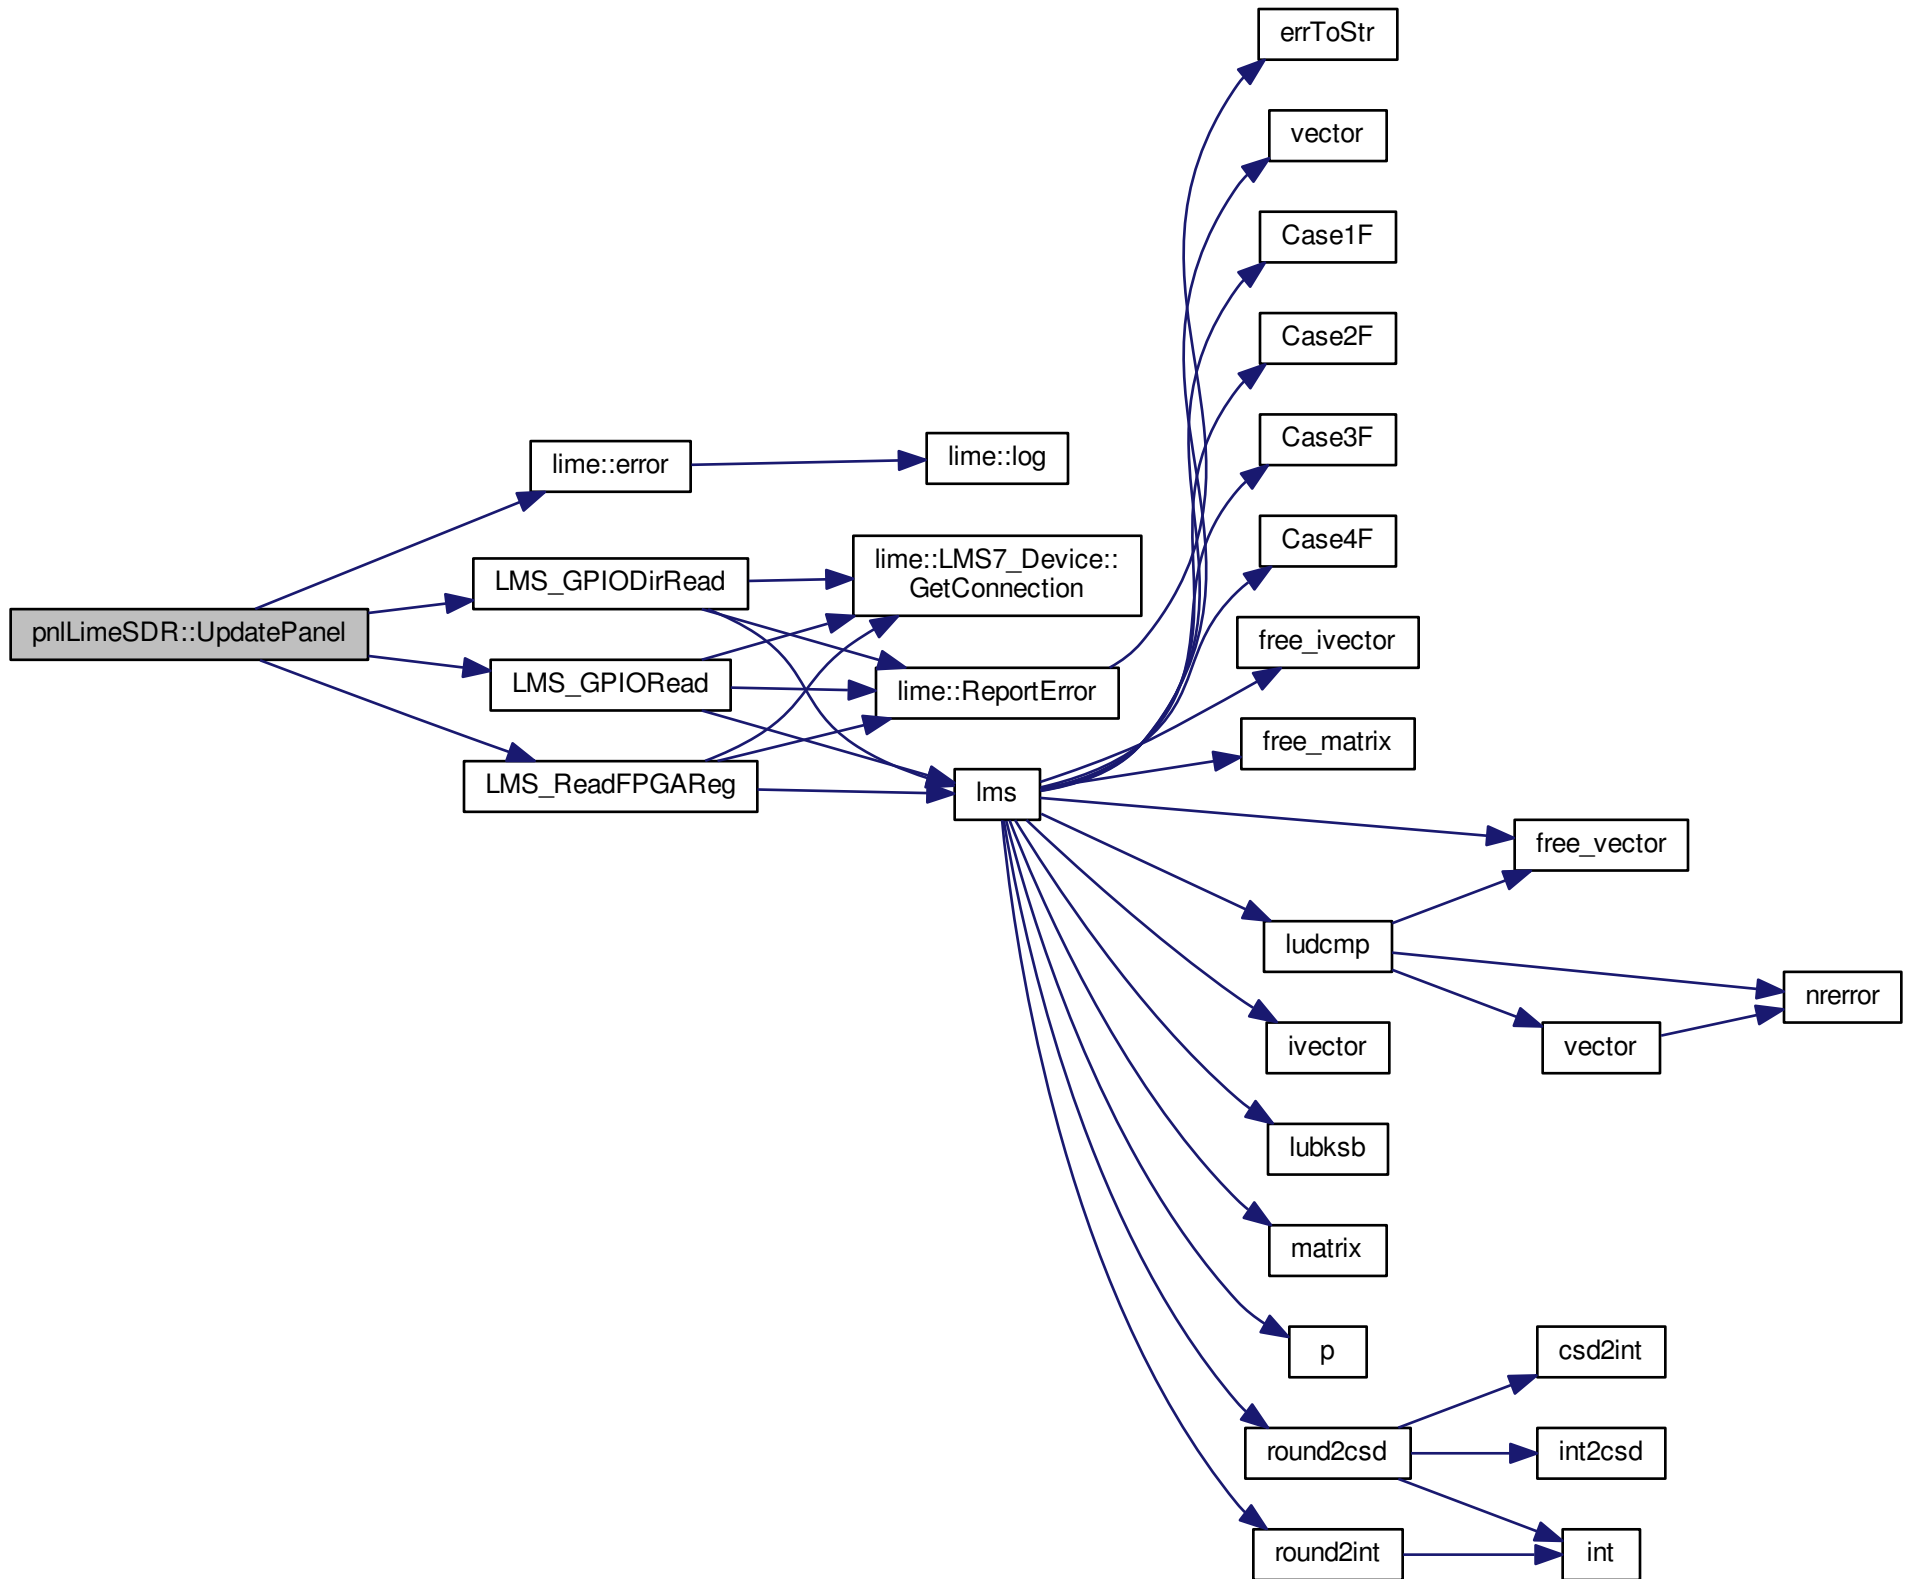 errToStr
vector
Case1F
Case2F
Case3F
lime::error
lime::log
Case4F
lime::LMS7_Device::
GetConnection
LMS_GPIODirRead
pnlLimeSDR::UpdatePanel
free_ivector
LMS_GPIORead
lime::ReportError
free_matrix
LMS_ReadFPGAReg
lms
free_vector
ludcmp
nrerror
ivector
vector
lubksb
matrix
p
csd2int
round2csd
int2csd
round2int
int